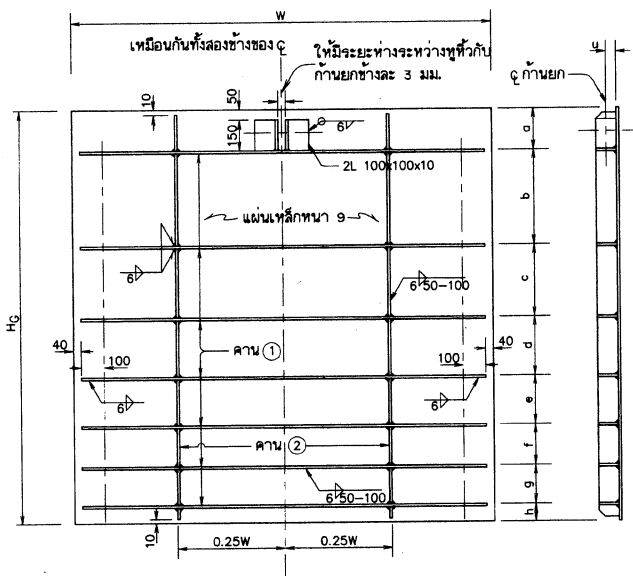 W
เหมือนกันทั้งสองข้างของ ℄
ให้มีระยะห่างระหว่างหูหิ้วกับ
ก้านยกข้างละ 3 มม.
℄ ก้านยก
y
10
50
150
6
2L 100x100x10
a
b
แผ่นเหล็กหนา 9
6
6 50-100
c
HG
40
100
คาน 1
100
40
d
6
6
e
คาน 2
f
6 50-100
g
h
10
0.25W
0.25W